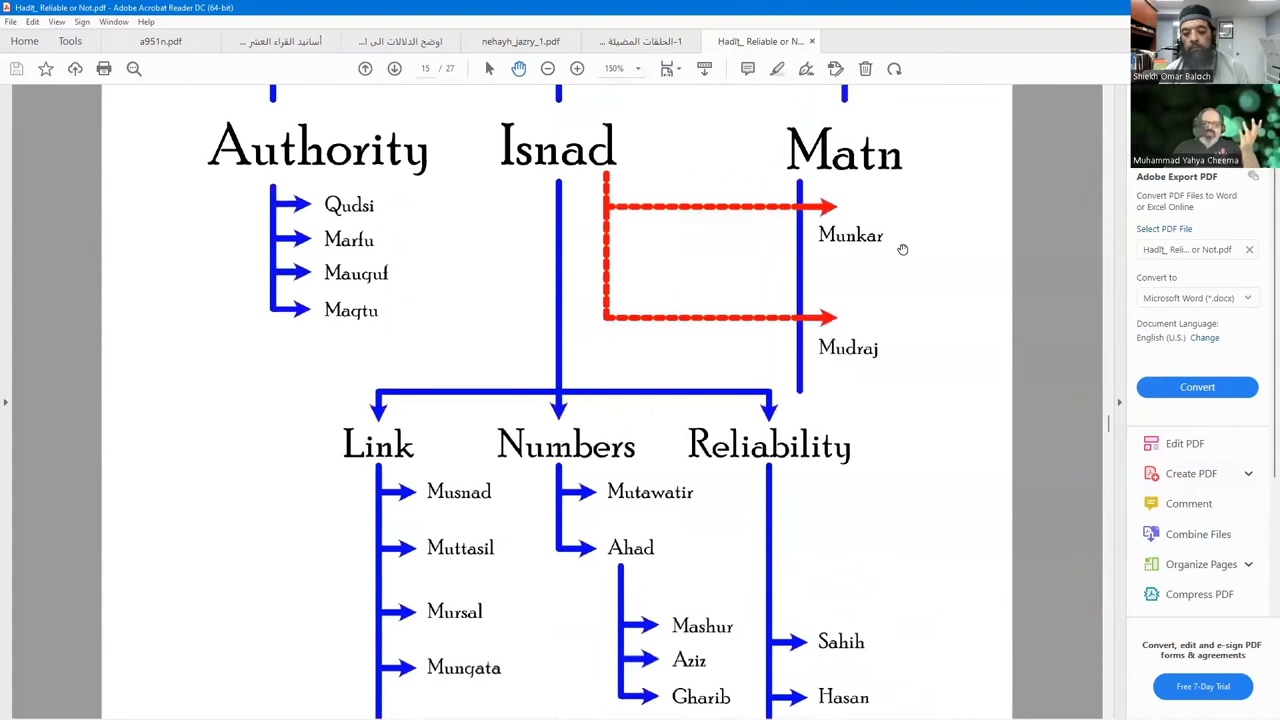 Hadīṯ_ Reliable or Not.pdf - Adobe Acrobat Reader DC (64-bit)
File Edit View Sign Window Help
Home Tools a951n.pdf أسانيد القراء العشر ... اوضح الدلالات الى ا... nehayh_jazry_1.pdf 1-الحلقات المضيئة ... Hadīṯ_ Reliable or N... ×
15 / 27 150%
Shiekh Omar Baloch
Muhammad Yahya Cheema
Authority Isnad Matn
Qudsi
Marfu
Mauquf
Maqtu
Munkar
Mudraj
Link Numbers Reliability
Musnad
Muttasil
Mursal
Munqata
Mutawatir
Ahad
Mashur
Aziz
Gharib
Sahih
Hasan
Adobe Export PDF
Convert PDF Files to Word
or Excel Online
Select PDF File
Hadīṯ_ Reli... or Not.pdf ×
Convert to
Microsoft Word (*.docx)
Document Language:
English (U.S.) Change
Convert
Edit PDF
Create PDF
Comment
Combine Files
Organize Pages
Compress PDF
Convert, edit and e-sign PDF
forms & agreements
Free 7-Day Trial